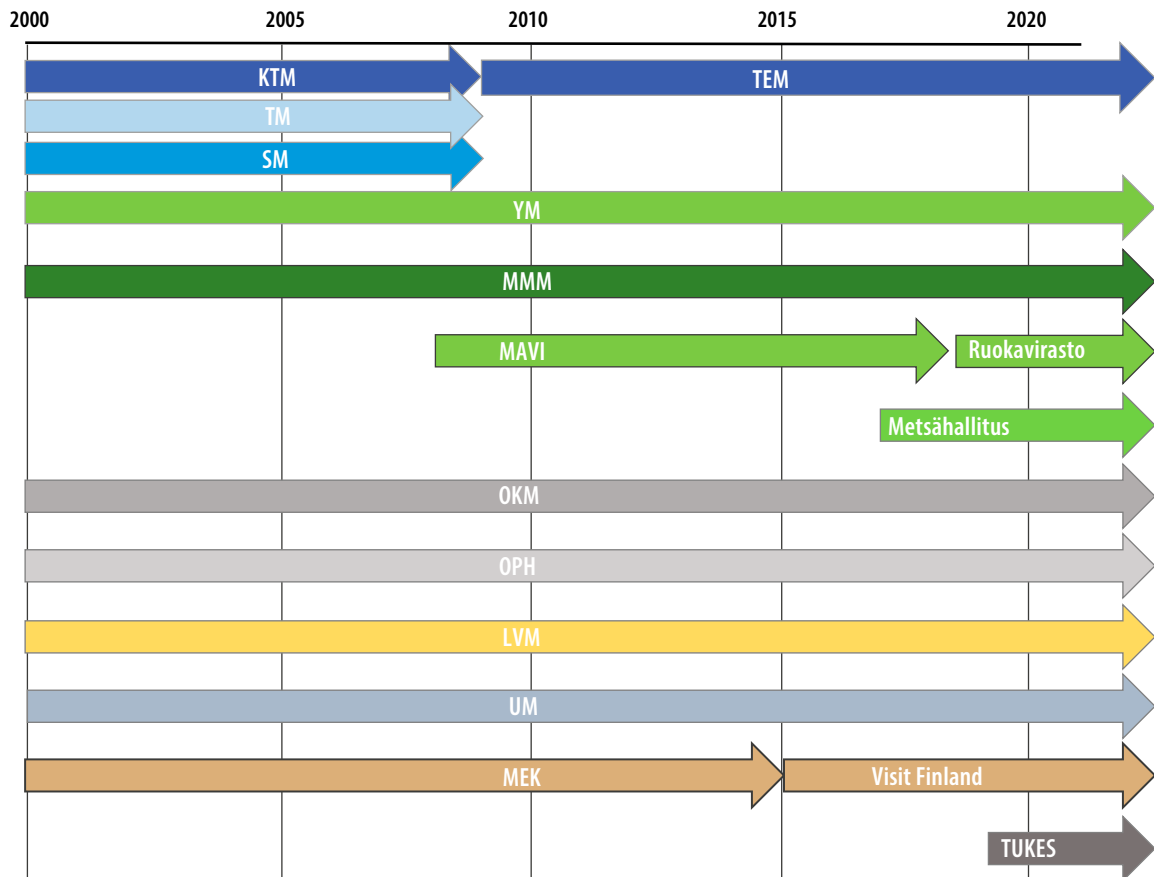 2000 2005 2010 2015 2020
KTM TEM
TM
SM
YM
MMM
MAVI Ruokavirasto
Metsähallitus
OKM
OPH
LVM
UM
MEK Visit Finland
TUKES